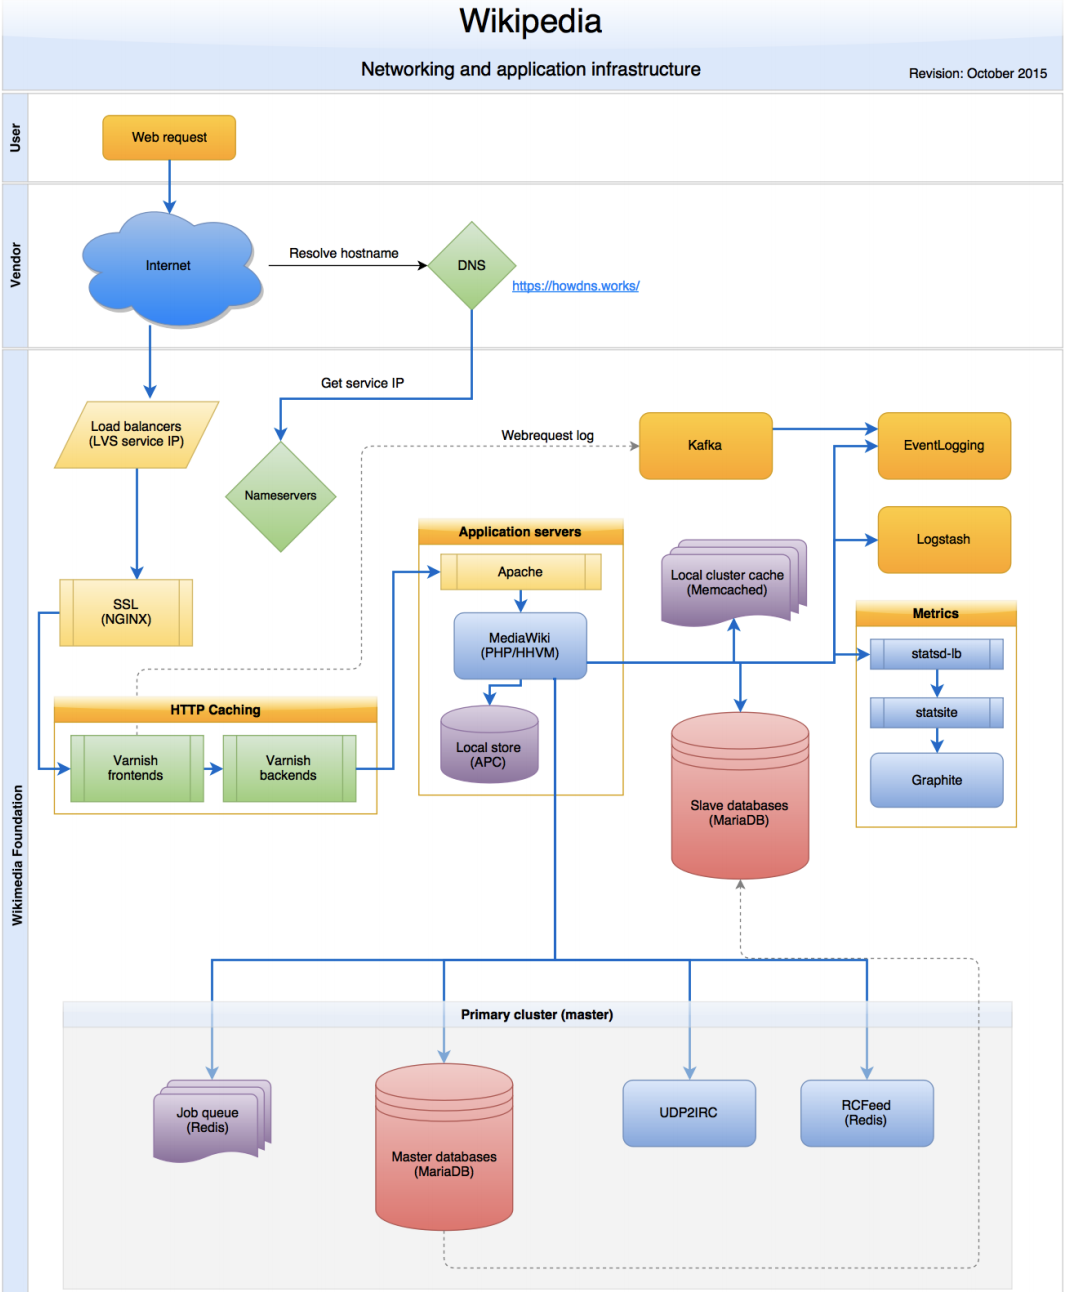 Wikipedia
Networking and application infrastructure
Revision: October 2015
User
Web request
Vendor
Internet
Resolve hostname
DNS
https://howdns.works/
Wikimedia Foundation
Get service IP
Load balancers
(LVS service IP)
Nameservers
Webrequest log
Kafka
EventLogging
Logstash
SSL
(NGINX)
Application servers
Apache
MediaWiki
(PHP/HHVM)
Local store
(APC)
Local cluster cache
(Memcached)
Metrics
statsd-lb
statsite
Graphite
HTTP Caching
Varnish
frontends
Varnish
backends
Slave databases
(MariaDB)
Primary cluster (master)
Job queue
(Redis)
Master databases
(MariaDB)
UDP2IRC
RCFeed
(Redis)